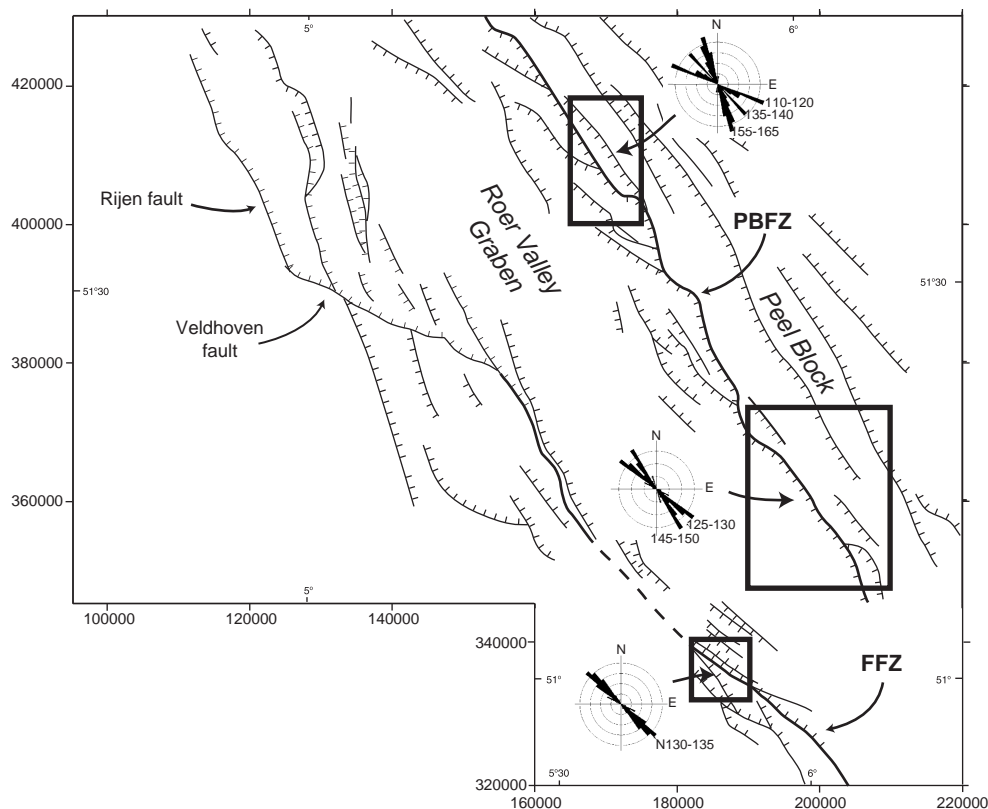 5°
6°
N
420000
E
110-120
135-140
155-165
Rijen fault
Roer Valley
Graben
400000
PBFZ
51°30
51°30
Veldhoven
fault
Peel Block
380000
N
E
360000
125-130
145-150
5°
100000
120000
140000
340000
N
FFZ
51°
51°
E
N130-135
5°30
6°
320000
160000
180000
200000
220000